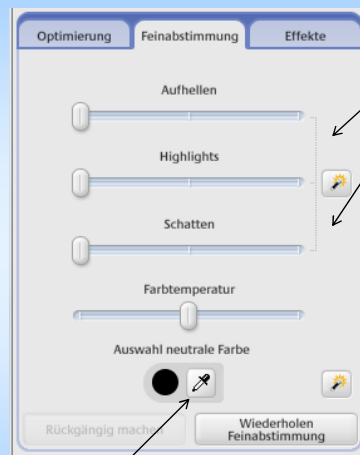 Optimierung Feinabstimmung Effekte
Aufhellen
Highlights
Schatten
Farbtemperatur
Auswahl neutrale Farbe
Rückgängig machen Wiederholen
Feinabstimmung